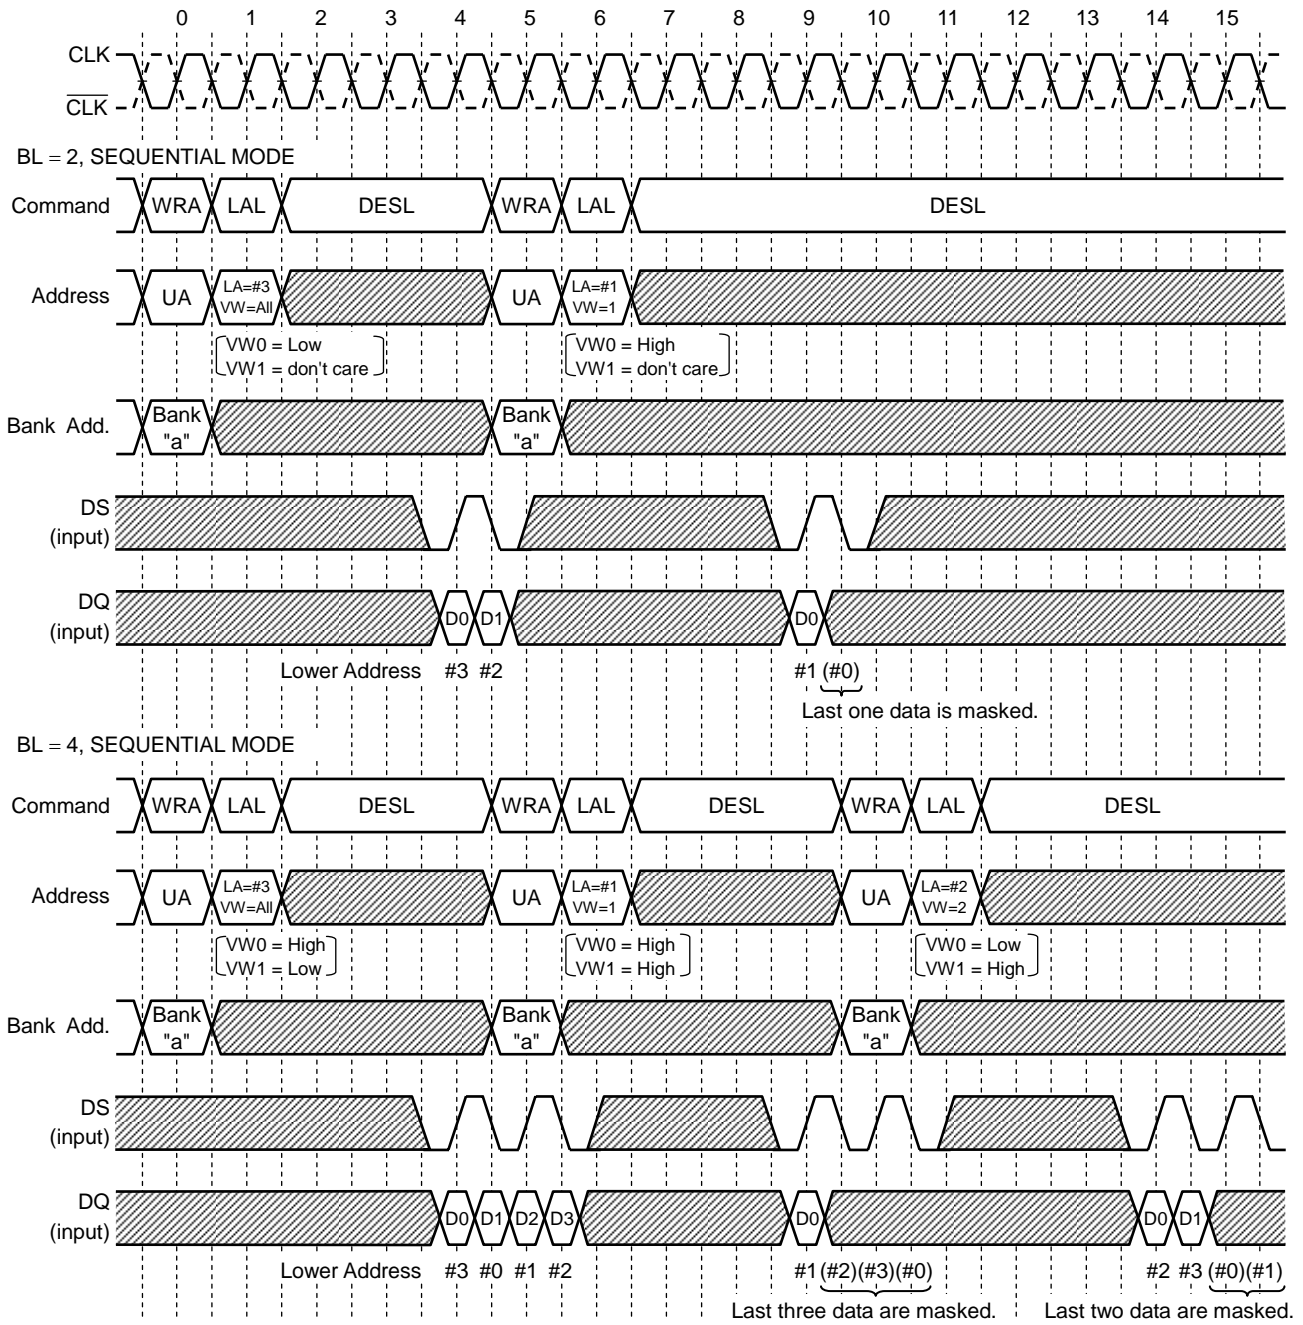 0 1 2 3 4 5 6 7 8 9 10 11 12 13 14 15
CLK
CLK
BL = 2, SEQUENTIAL MODE
Command WRA LAL DESL WRA LAL DESL
Address UA LA=#3 VW=All UA LA=#1 VW=1
VW0 = Low VW0 = High
VW1 = don't care VW1 = don't care
Bank Add. Bank "a" Bank "a"
DS
(input)
DQ
(input) D0 D1 D0
Lower Address #3 #2 #1 (#0)
Last one data is masked.
BL = 4, SEQUENTIAL MODE
Command WRA LAL DESL WRA LAL DESL WRA LAL DESL
Address UA LA=#3 VW=All UA LA=#1 VW=1 UA LA=#2 VW=2
VW0 = High VW0 = High VW0 = Low
VW1 = Low VW1 = High VW1 = High
Bank Add. Bank "a" Bank "a" Bank "a"
DS
(input)
DQ
(input) D0 D1 D2 D3 D0 D0 D1
Lower Address #3 #0 #1 #2 #1 (#2)(#3)(#0) #2 #3 (#0)(#1)
Last three data are masked. Last two data are masked.